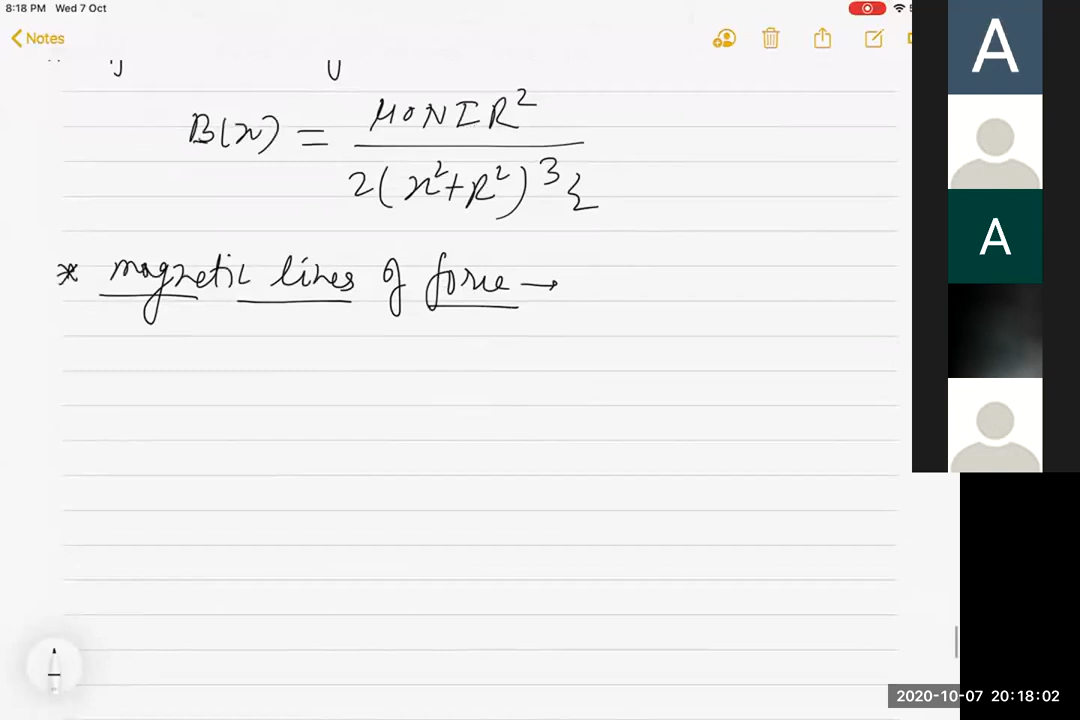 8:18 PM Wed 7 Oct
Notes
B(x) = μ0NIR²
2(x²+R²)^3/2
* magnetic lines of force →
A
A
2020-10-07 20:18:02